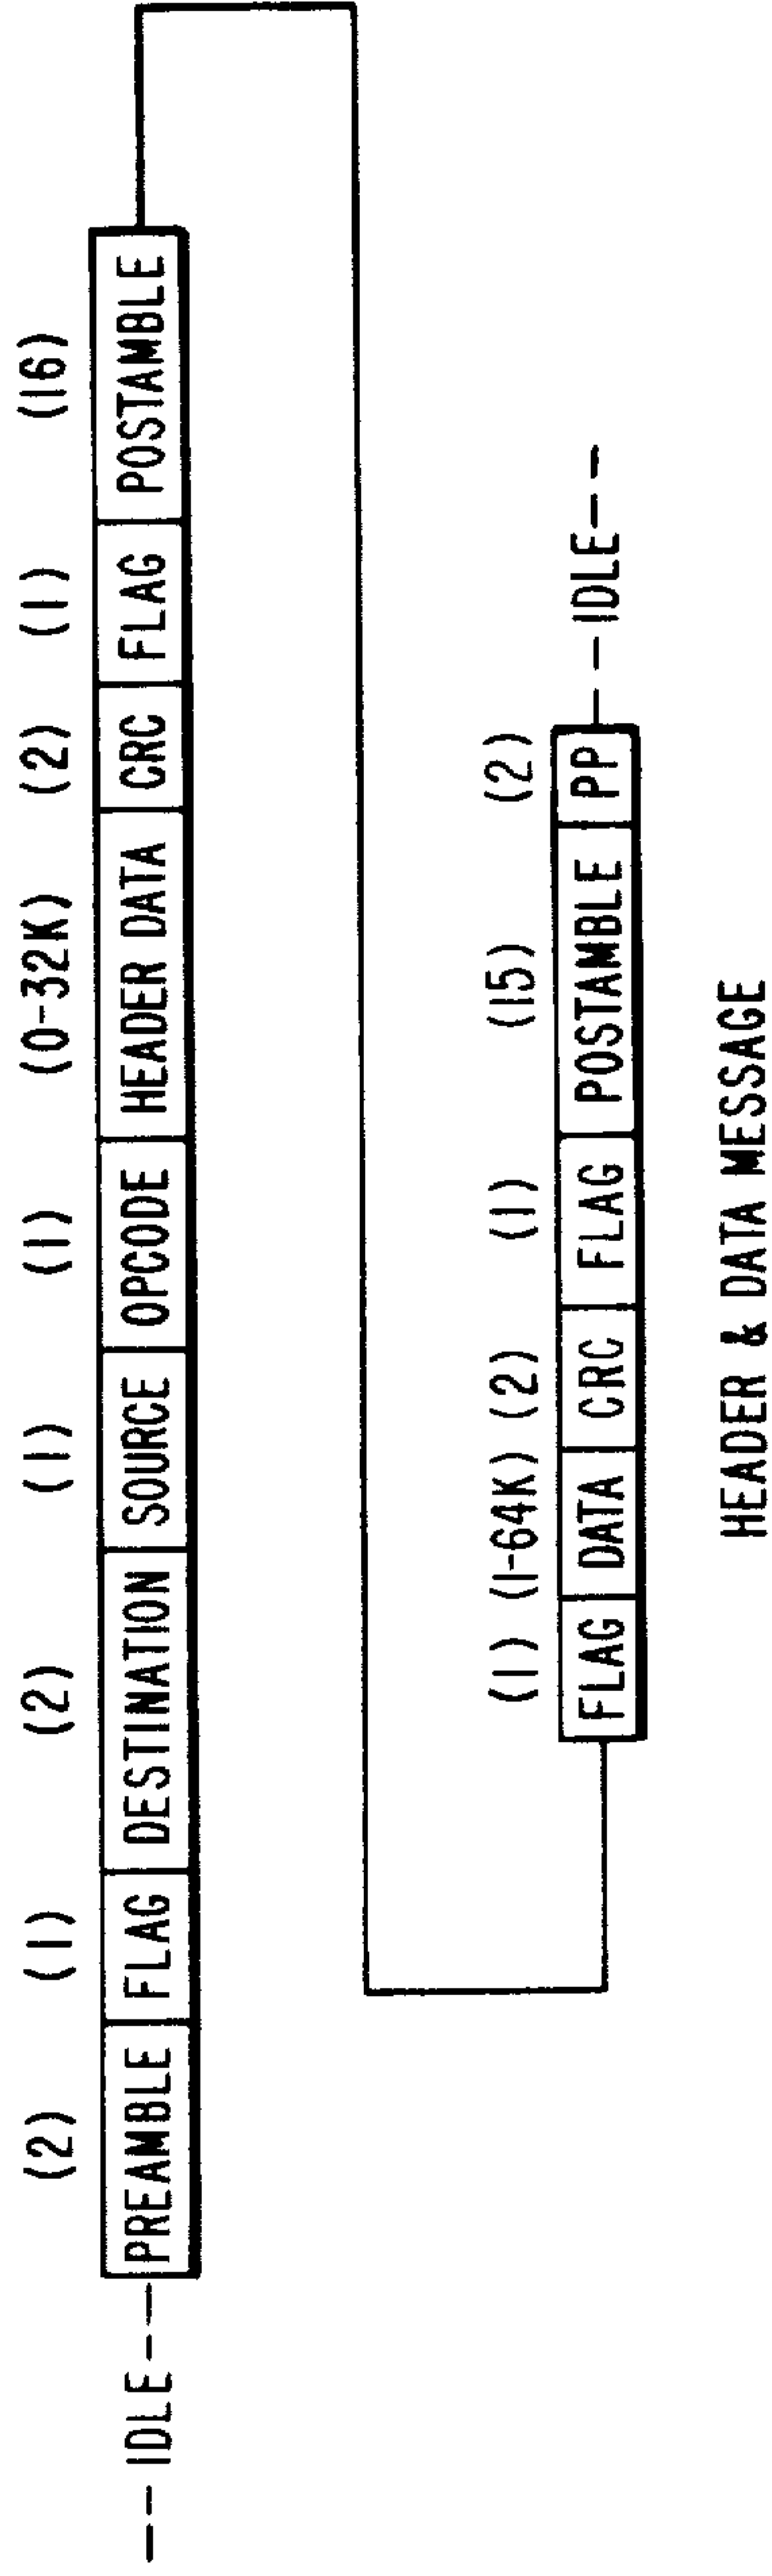 (2) (1) (2) (1) (1) (0-32K) (2) (1) (16)
-- IDLE -- PREAMBLE FLAG DESTINATION SOURCE OPCODE HEADER DATA CRC FLAG POSTAMBLE
(1) (1-64K) (2) (1) (15) (2)
FLAG DATA CRC FLAG POSTAMBLE PP -- IDLE --
HEADER & DATA MESSAGE